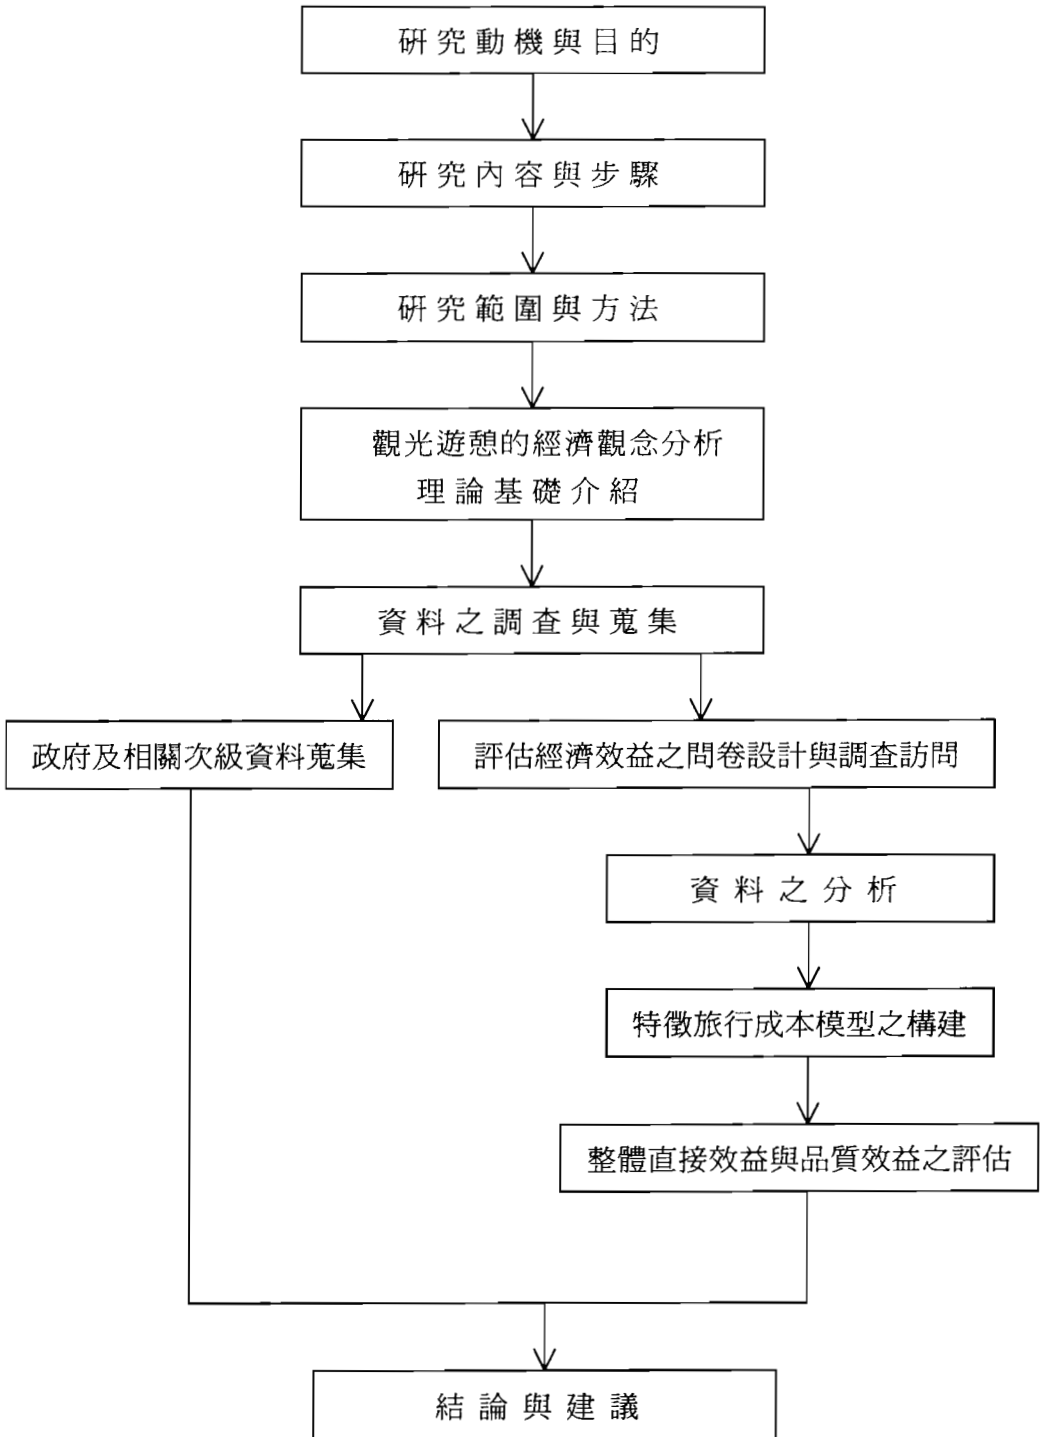 研究動機與目的
研究內容與步驟
研究範圍與方法
觀光遊憩的經濟觀念分析
理論基礎介紹
資料之調查與蒐集
政府及相關次級資料蒐集
評估經濟效益之問卷設計與調查訪問
資料之分析
特徵旅行成本模型之構建
整體直接效益與品質效益之評估
結論與建議